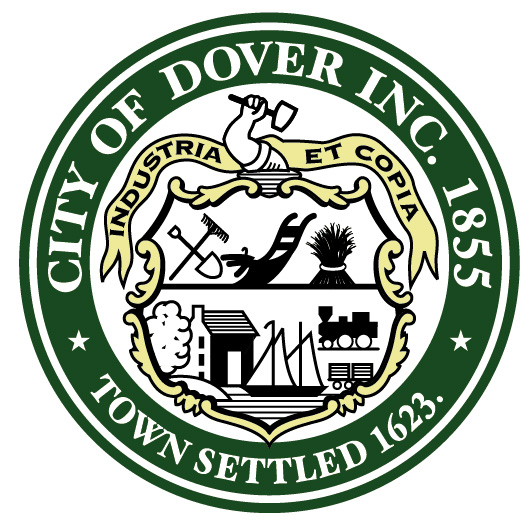 CITY OF DOVER INC. 1855
INDUSTRIA ET COPIA
TOWN SETTLED 1623.